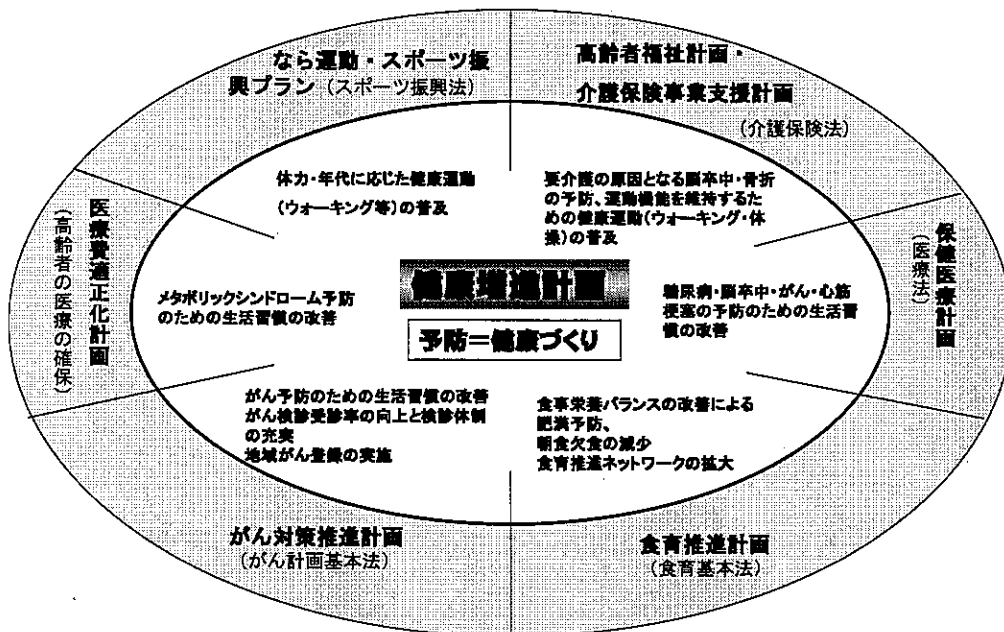 なら運動・スポーツ振
興プラン（スポーツ振興法）
高齢者福祉計画・
介護保険事業支援計画
（介護保険法）
体力・年代に応じた健康運動
（ウォーキング等）の普及
要介護の原因となる脳卒中・骨折
の予防、運動機能を維持するた
めの健康運動（ウォーキング・体
操）の普及
医療費適正化計画
（高齢者の医療の確保）
保健医療計画
（医療法）
健康増進計画
予防＝健康づくり
メタボリックシンドローム予防
のための生活習慣の改善
糖尿病・脳卒中・がん・心筋
梗塞の予防のための生活習
慣の改善
がん予防のための生活習慣の改善
がん検診受診率の向上と検診体制
の充実
地域がん登録の実施
食事栄養バランスの改善による
肥満予防、
朝食欠食の減少
食育推進ネットワークの拡大
がん対策推進計画
（がん計画基本法）
食育推進計画
（食育基本法）